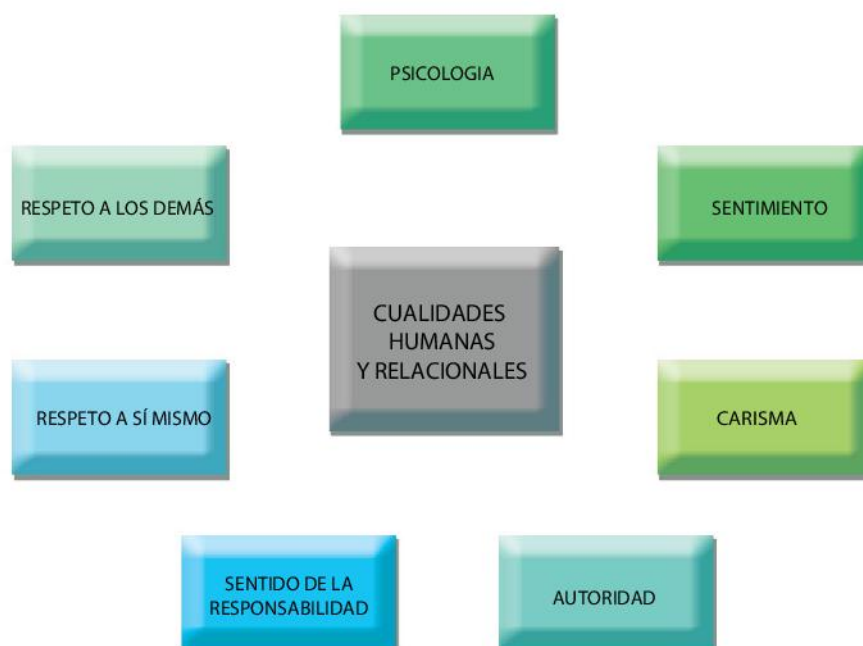 PSICOLOGIA
RESPETO A LOS DEMÁS
SENTIMIENTO
CUALIDADES
HUMANAS
Y RELACIONALES
RESPETO A SÍ MISMO
CARISMA
SENTIDO DE LA
RESPONSABILIDAD
AUTORIDAD